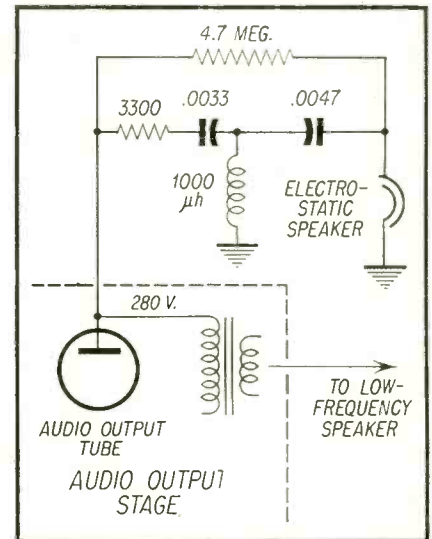 4.7 MEG.
3300
.0033
.0047
1000
μh
ELECTRO-
STATIC
SPEAKER
280 V.
AUDIO OUTPUT
TUBE
TO LOW-
FREQUENCY
SPEAKER
AUDIO OUTPUT
STAGE